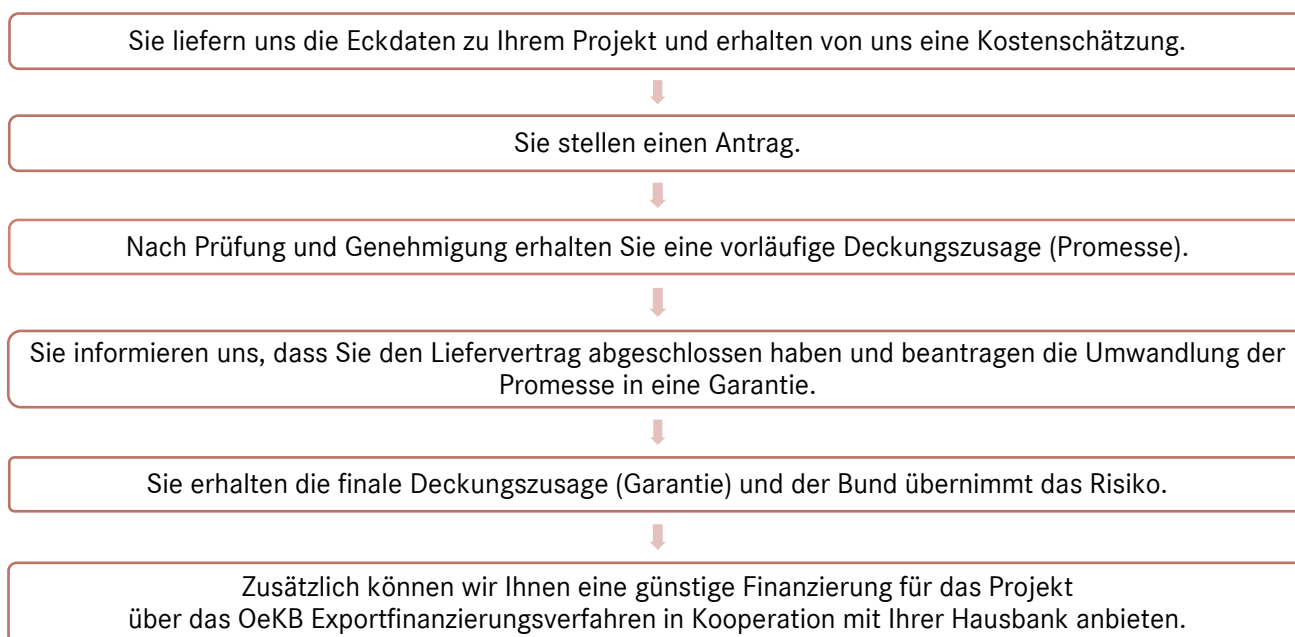 Sie liefern uns die Eckdaten zu Ihrem Projekt und erhalten von uns eine Kostenschätzung.
Sie stellen einen Antrag.
Nach Prüfung und Genehmigung erhalten Sie eine vorläufige Deckungszusage (Promesse).
Sie informieren uns, dass Sie den Liefervertrag abgeschlossen haben und beantragen die Umwandlung der
Promesse in eine Garantie.
Sie erhalten die finale Deckungszusage (Garantie) und der Bund übernimmt das Risiko.
Zusätzlich können wir Ihnen eine günstige Finanzierung für das Projekt
über das OeKB Exportfinanzierungsverfahren in Kooperation mit Ihrer Hausbank anbieten.